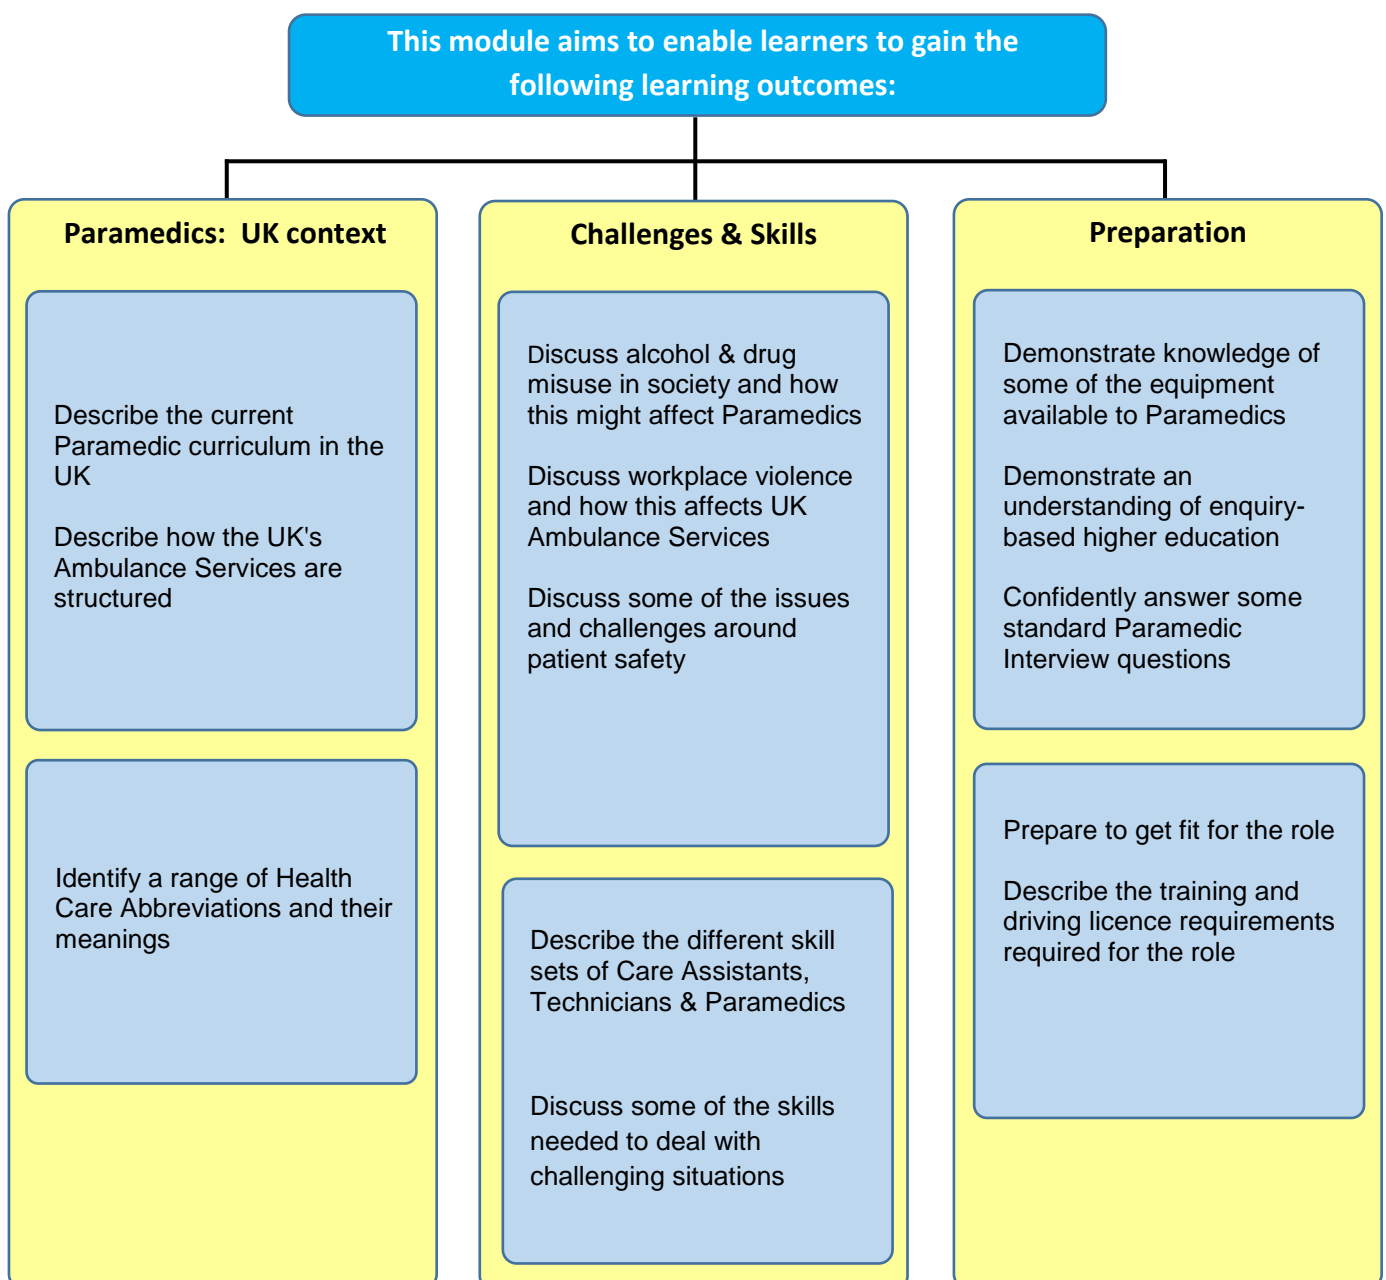 This module aims to enable learners to gain the
following learning outcomes:
Paramedics:  UK context
Describe the current
Paramedic curriculum in the
UK
Describe how the UK's
Ambulance Services are
structured
Identify a range of Health
Care Abbreviations and their
meanings
Challenges & Skills
Discuss alcohol & drug
misuse in society and how
this might affect Paramedics
Discuss workplace violence
and how this affects UK
Ambulance Services
Discuss some of the issues
and challenges around
patient safety
Describe the different skill
sets of Care Assistants,
Technicians & Paramedics
Discuss some of the skills
needed to deal with
challenging situations
Preparation
Demonstrate knowledge of
some of the equipment
available to Paramedics
Demonstrate an
understanding of enquiry-
based higher education
Confidently answer some
standard Paramedic
Interview questions
Prepare to get fit for the role
Describe the training and
driving licence requirements
required for the role